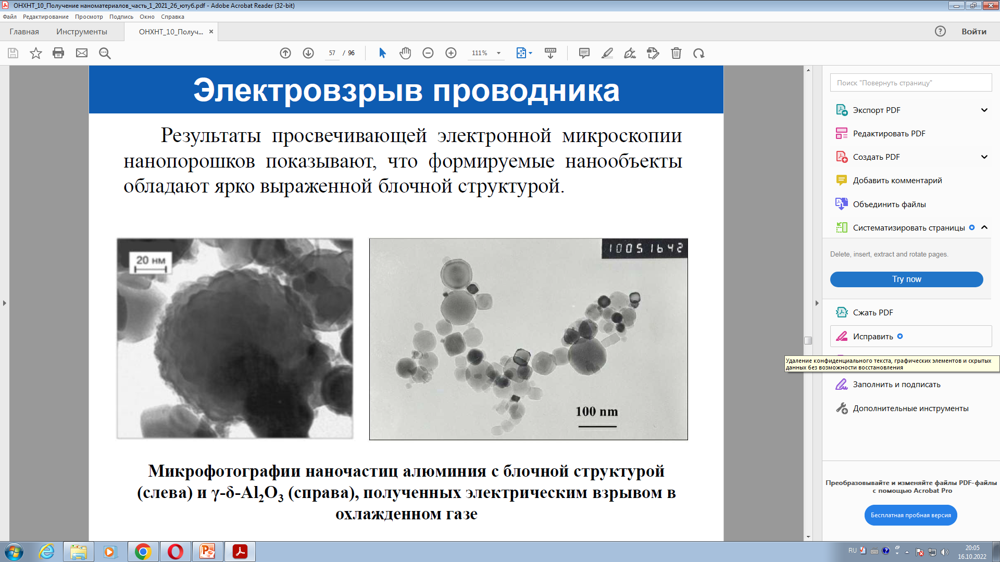 ОНХНТ_10_Получение наноматериалов_часть_1_2021_26_ютуб.pdf - Adobe Acrobat Reader (32-bit)
Файл Редактирование Просмотр Подпись Окно Справка
Главная Инструменты ОНХНТ_10_Получ... Войти
57 / 96 111%
Электровзрыв проводника
Результаты просвечивающей электронной микроскопии
нанопорошков показывают, что формируемые нанообъекты
обладают ярко выраженной блочной структурой.
20 нм
10051642
100 nm
Микрофотографии наночастиц алюминия с блочной структурой
(слева) и γ-δ-Al2O3 (справа), полученных электрическим взрывом в
охлажденном газе
Поиск "Повернуть страницу"
Экспорт PDF
Редактировать PDF
Создать PDF
Добавить комментарий
Объединить файлы
Систематизировать страницы
Delete, insert, extract and rotate pages.
Try now
Сжать PDF
Исправить
Удаление конфиденциального текста, графических элементов и скрытых
данных без возможности восстановления
Заполнить и подписать
Дополнительные инструменты
Преобразовывайте и изменяйте файлы PDF-файлы
с помощью Acrobat Pro
Бесплатная пробная версия
RU
20:05
16.10.2022